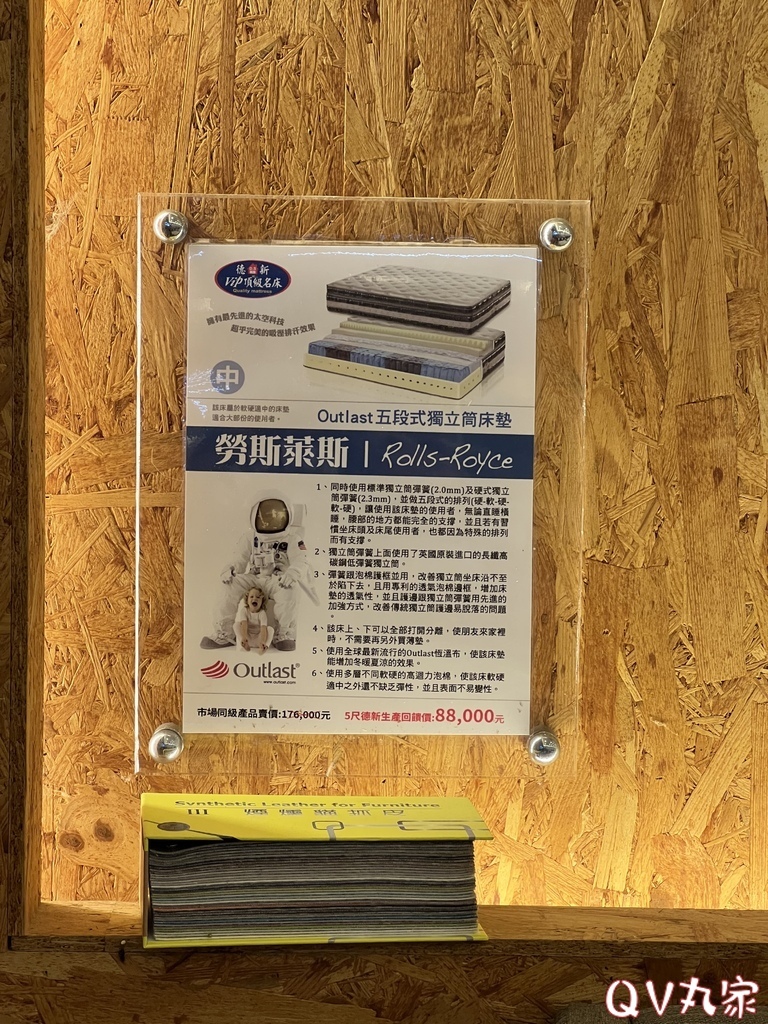 德新
Vip頂級名床
Quality mattress
擁有最先進的太空科技
超乎完美的吸溼排汗效果
中
該床屬於軟硬適中的床墊
適合大部份的使用者。
Outlast五段式獨立筒床墊
勞斯萊斯 | Rolls-Royce
1、同時使用標準獨立筒彈簧(2.0mm)及硬式獨立
筒彈簧(2.3mm)，並做五段式的排列(硬-軟-硬-
軟-硬)，讓使用該床墊的使用者，無論直睡橫
睡，腰部的地方都能完全的支撐，並且若有習
慣坐床頭及床尾使用者，也都因為特殊的排列
而有支撐。
2、獨立筒彈簧上面使用了英國原裝進口的長纖高
碳鋼低彈簧獨立筒。
3、彈簧跟泡棉護框並用，改善獨立筒坐床沿不至
於陷下去，且用專利的透氣泡棉邊框，增加床
墊的透氣性，並且護邊跟獨立筒彈簧用先進的
加強方式，改善傳統獨立筒護邊易脫落的問題
。
4、該床上、下可以全部打開分離，使朋友來家裡
時，不需要再另外買薄墊。
5、使用全球最新流行的Outlast恆溫布，使該床墊
能增加冬暖夏涼的效果。
6、使用多層不同軟硬的高迴力泡棉，使該床軟硬
適中之外還不缺乏彈性，並且表面不易變性。
Outlast®
www.outlast.com
市場同級產品賣價:176,000元
5尺德新生產回饋價:88,000元
Synthetic Leather for Furniture
III
QV丸家